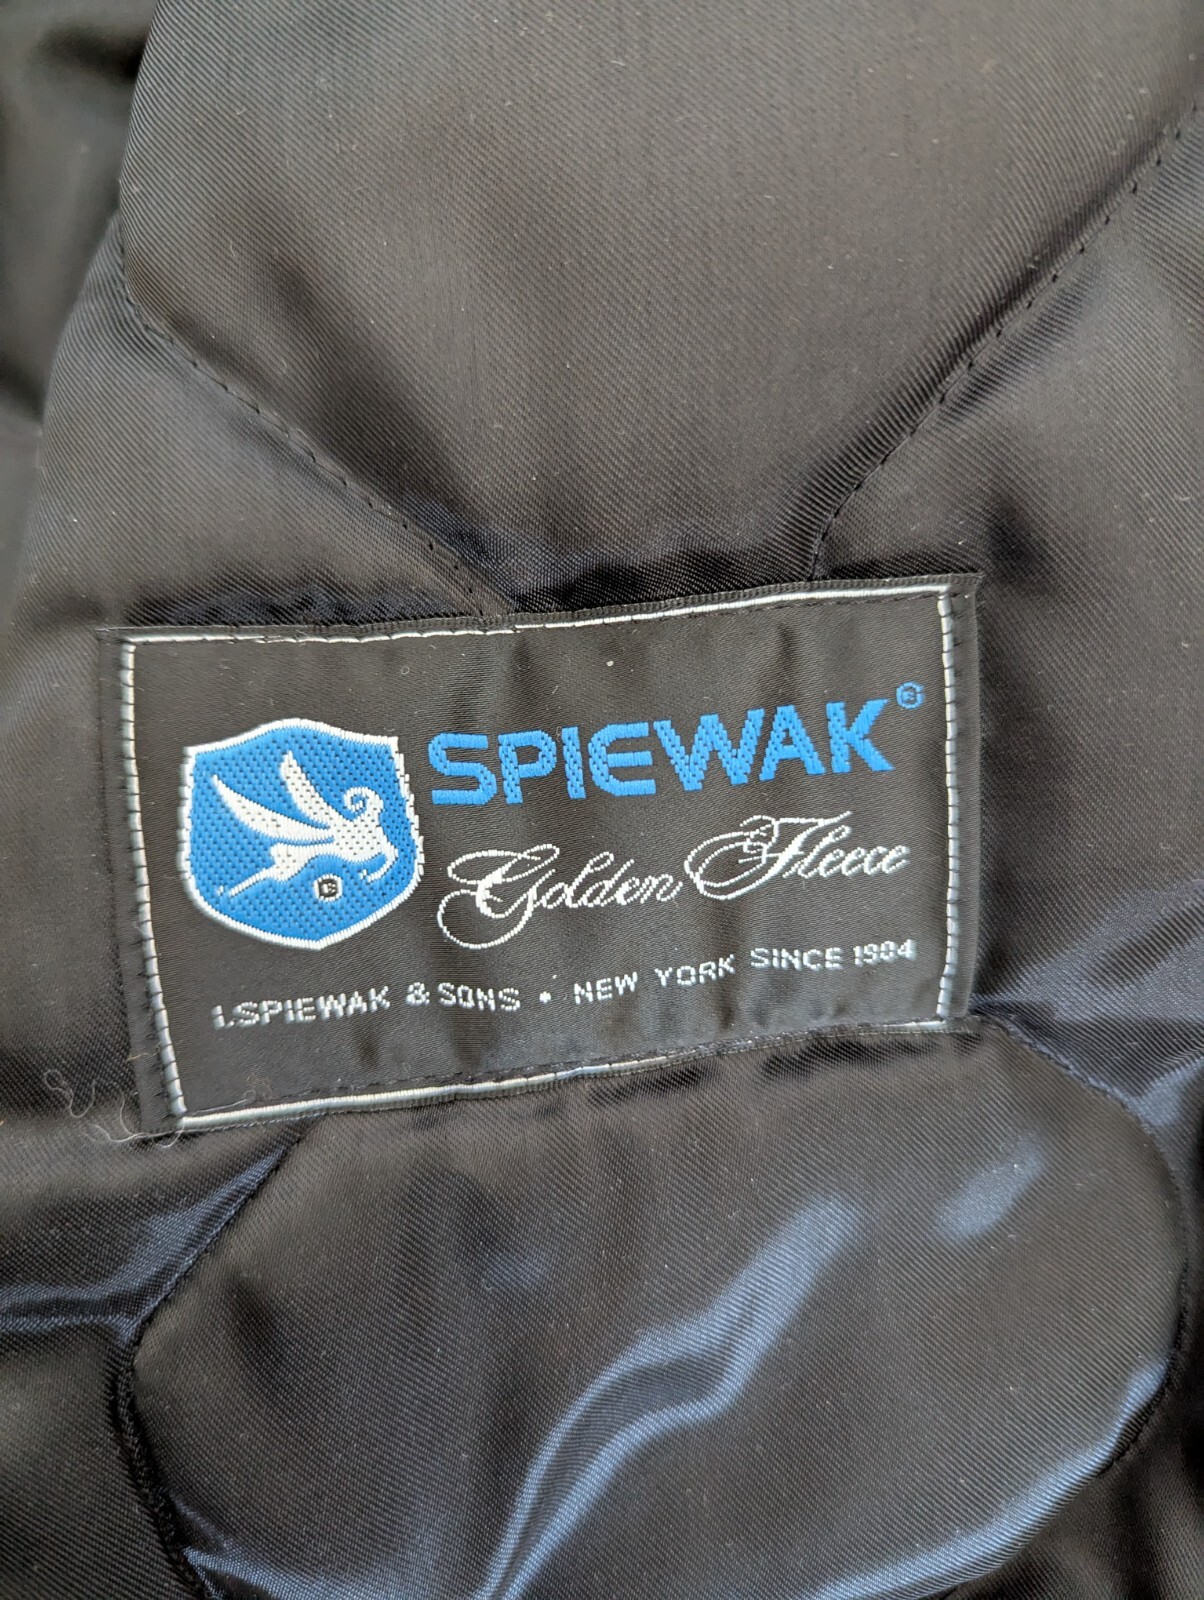 SPIEWAK®
Golden Fleece
I.SPIEWAK & SONS • NEW YORK SINCE 1904